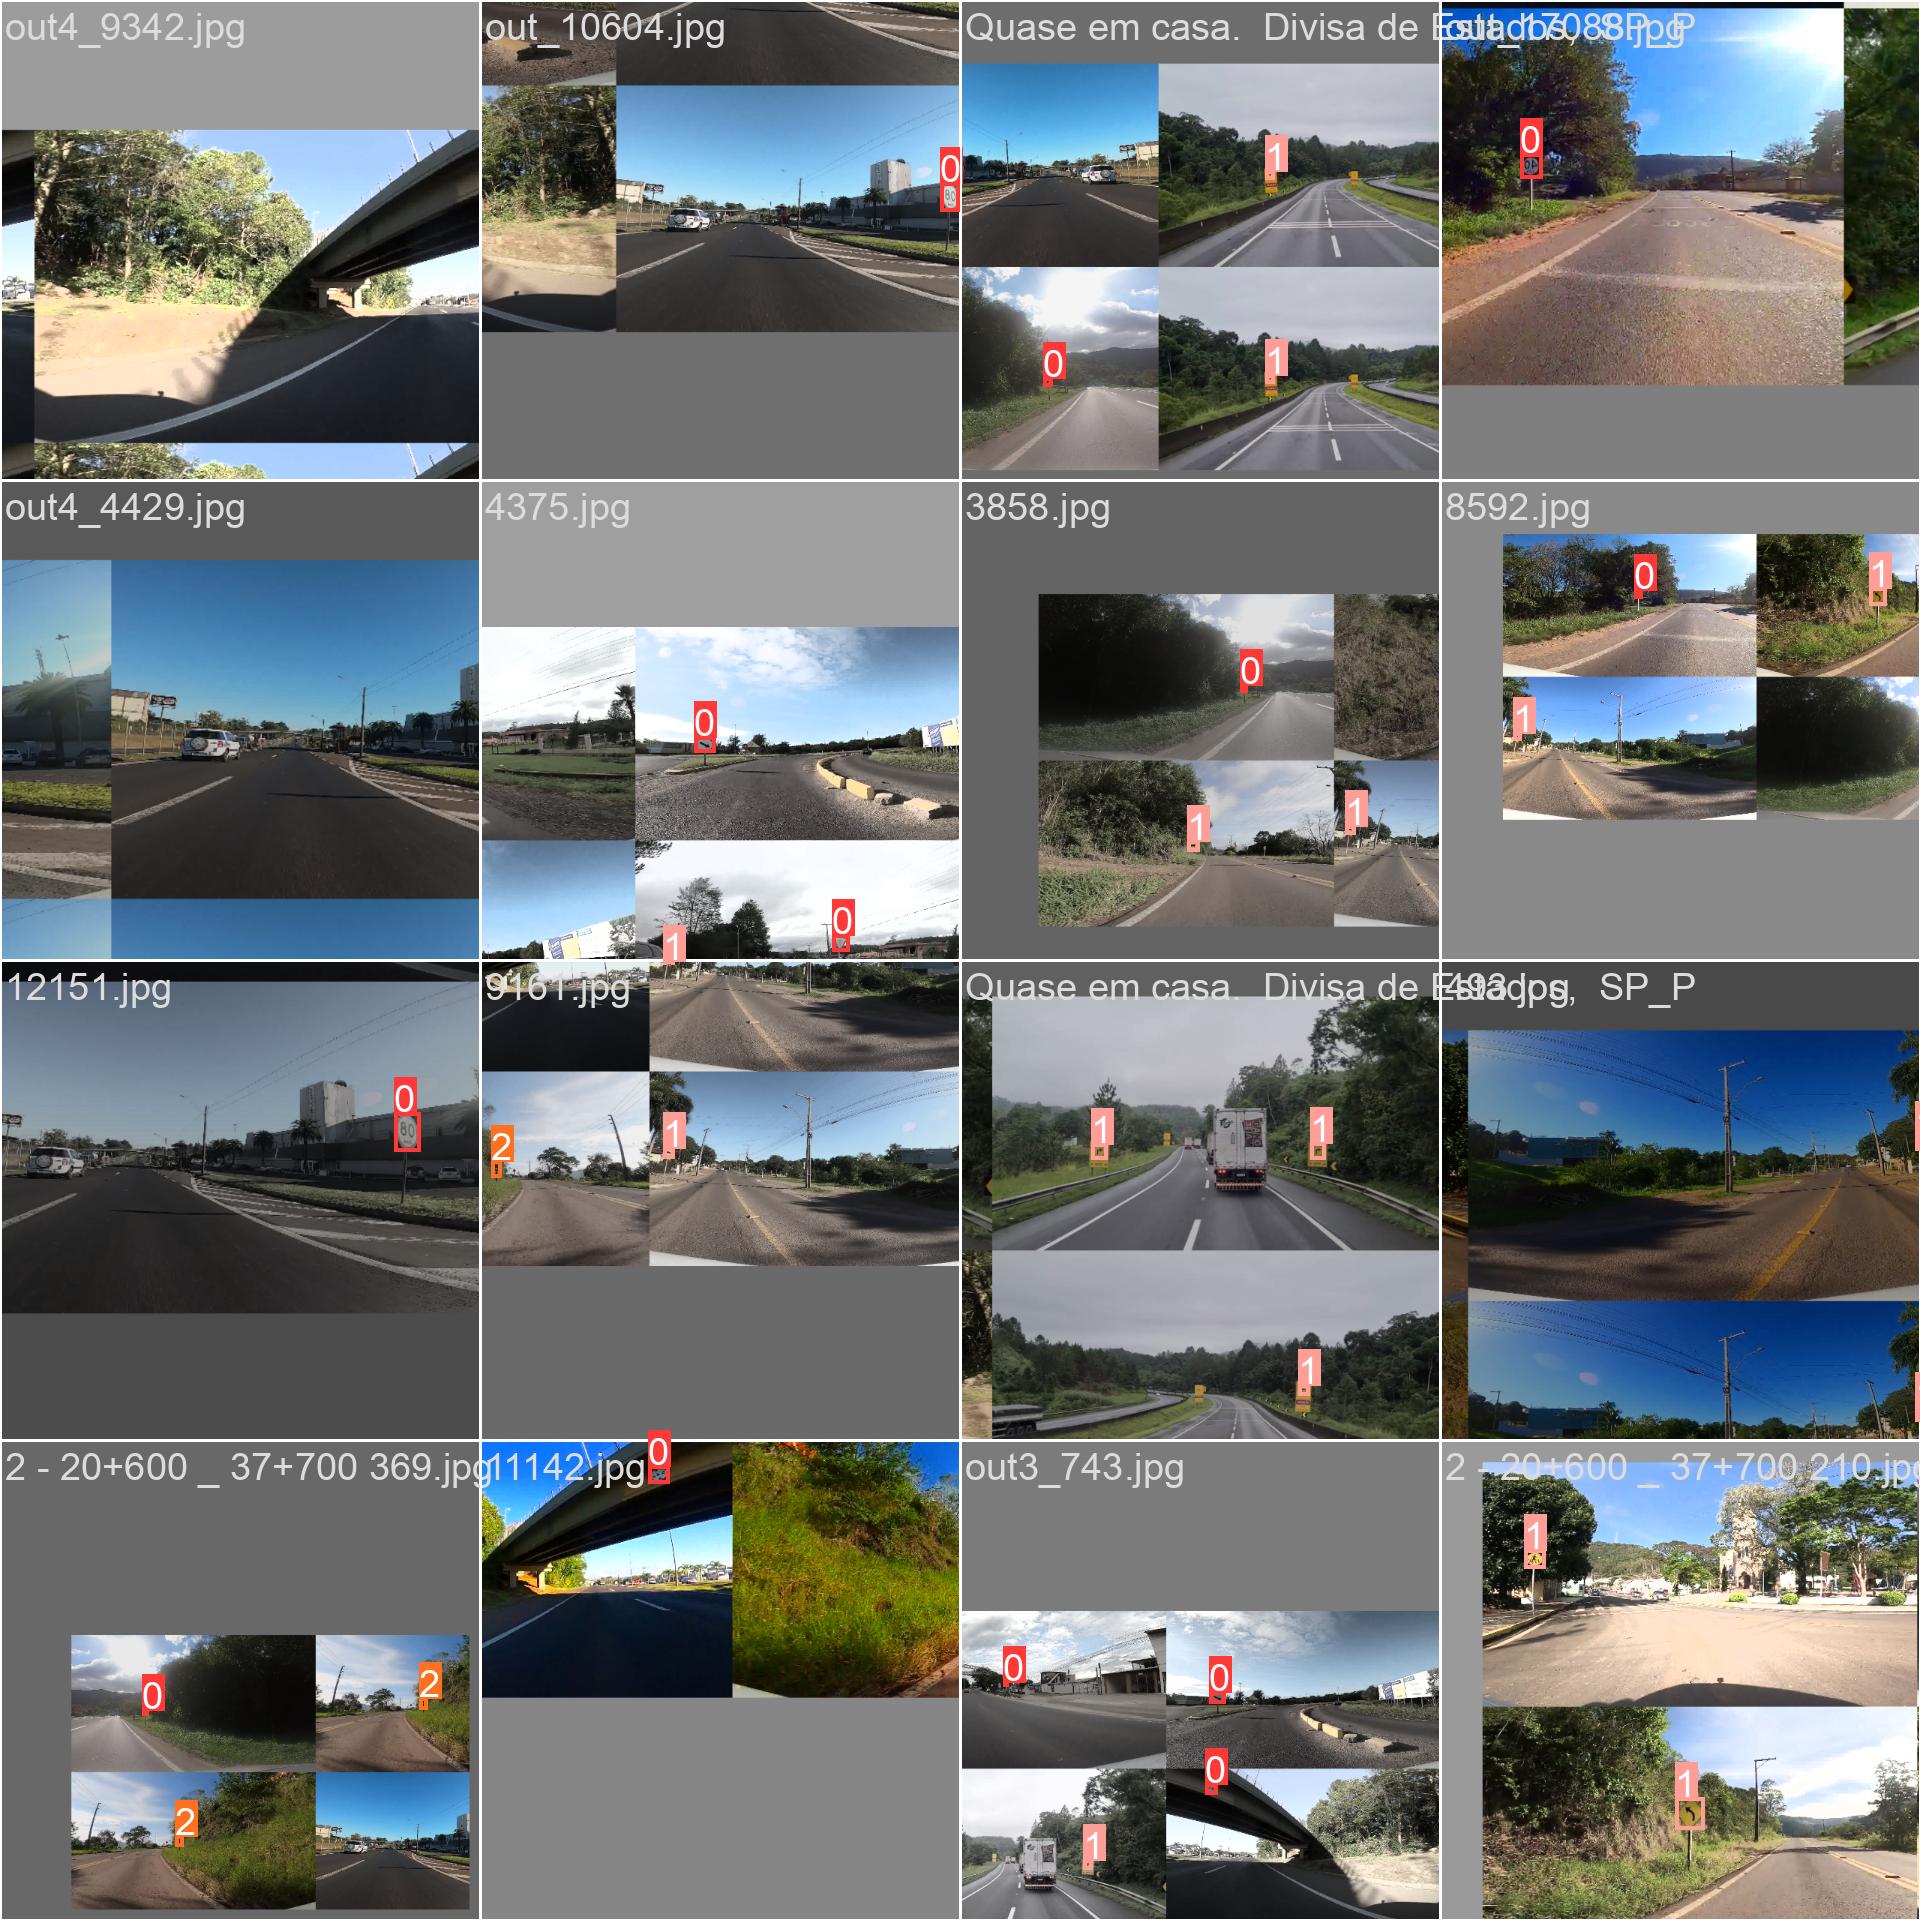 out4_9342.jpg
out_10604.jpg
0
80
Quase em casa.  Divisa de Estados,  SP_P
1
0
1
out_17088.jpg
0
out4_4429.jpg
4375.jpg
0
0
1
3858.jpg
0
1
1
8592.jpg
0
1
1
12151.jpg
0
80
9161.jpg
2
1
Quase em casa.  Divisa de Estados,  SP_P
1
1
1
493.jpg
2 - 20+600 _ 37+700 369.jpg
0
2
2
11142.jpg
0
out3_743.jpg
0
0
0
1
2 - 20+600 _ 37+700 210.jpg
1
1